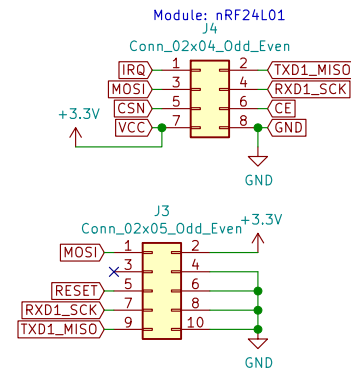 Module: nRF24L01
J4
Conn_02x04_Odd_Even
IRQ 1 2 TXD1_MISO
MOSI 3 4 RXD1_SCK
CSN 5 6 CE
VCC 7 8 GND
+3.3V
GND
J3
Conn_02x05_Odd_Even
+3.3V
MOSI 1 2
3 4
RESET 5 6
RXD1_SCK 7 8
TXD1_MISO 9 10
GND